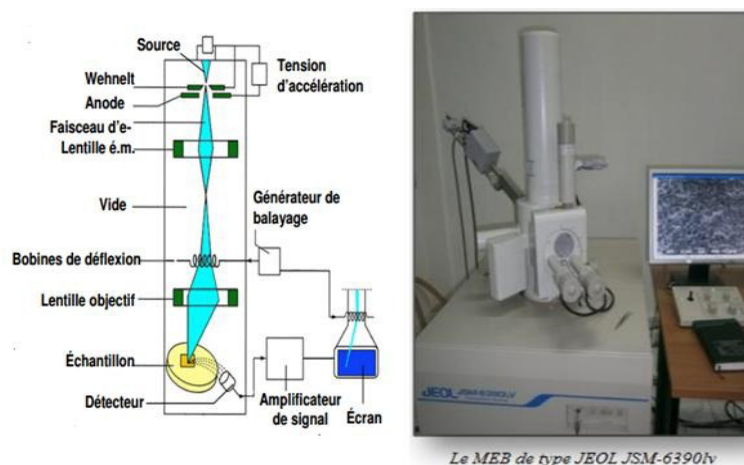 Source
Wehnelt
Anode
Faisceau d'e-
Lentille é.m.
Vide
Bobines de déflexion
Lentille objectif
Échantillon
Détecteur
Tension
d'accélération
Générateur de
balayage
Amplificateur
de signal
Écran
JEOL JSM-6390LV
Le MEB de type JEOL JSM-6390lv